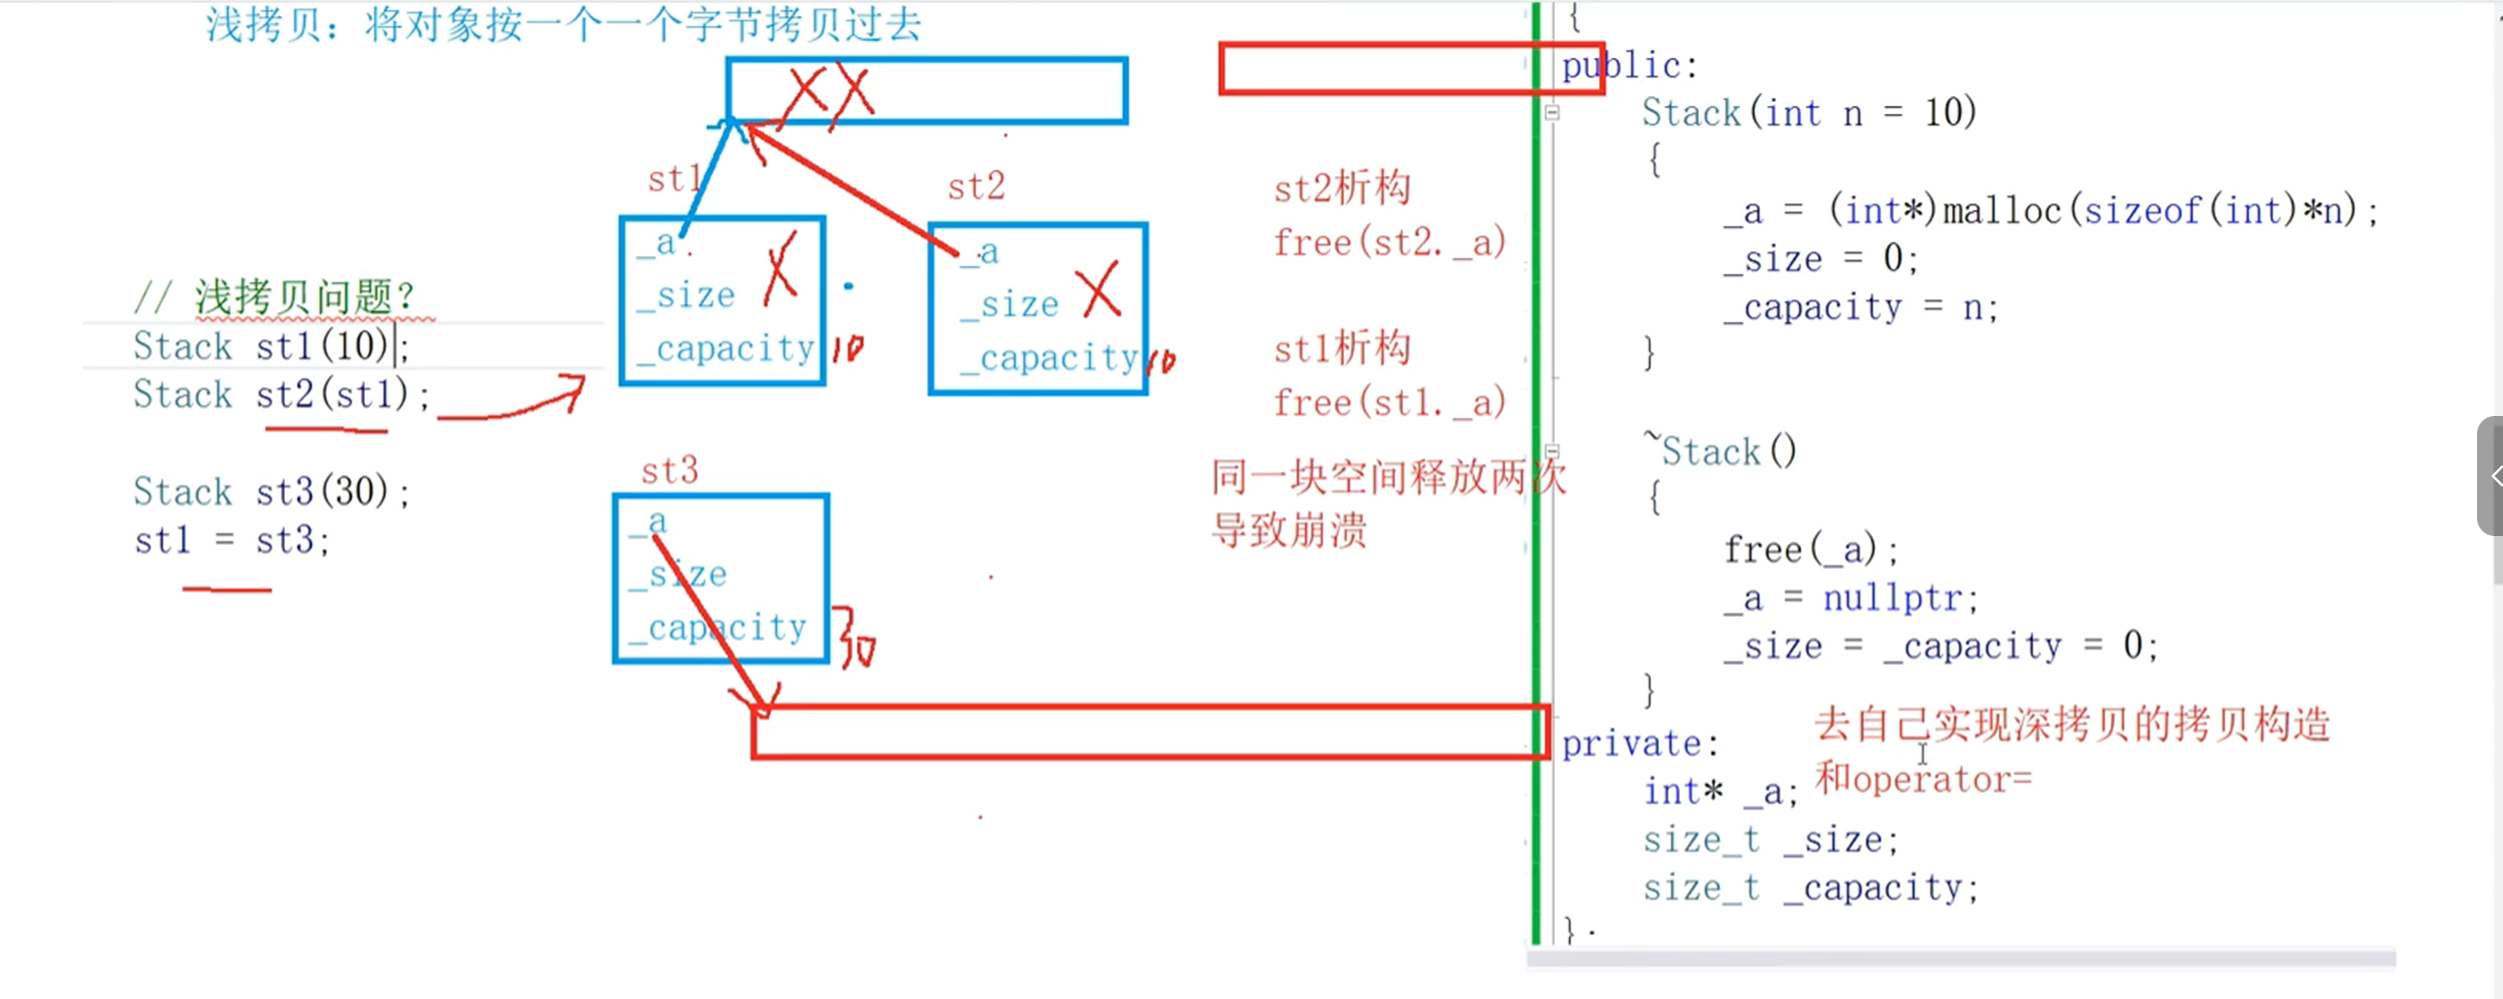 浅拷贝：将对象按一个一个字节拷贝过去
XX
st1
_a
_size
_capacity
X
10
st2
_a
_size
_capacity
X
10
// 浅拷贝问题？
Stack st1(10);
Stack st2(st1);
Stack st3(30);
st1 = st3;
st3
_a
_size
_capacity
30
st2析构
free(st2._a)
st1析构
free(st1._a)
同一块空间释放两次
导致崩溃
{
public:
Stack(int n = 10)
{
_a = (int*)malloc(sizeof(int)*n);
_size = 0;
_capacity = n;
}
~Stack()
{
free(_a);
_a = nullptr;
_size = _capacity = 0;
}
private:
int* _a;
size_t _size;
size_t _capacity;
};
去自己实现深拷贝的拷贝构造
和operator=